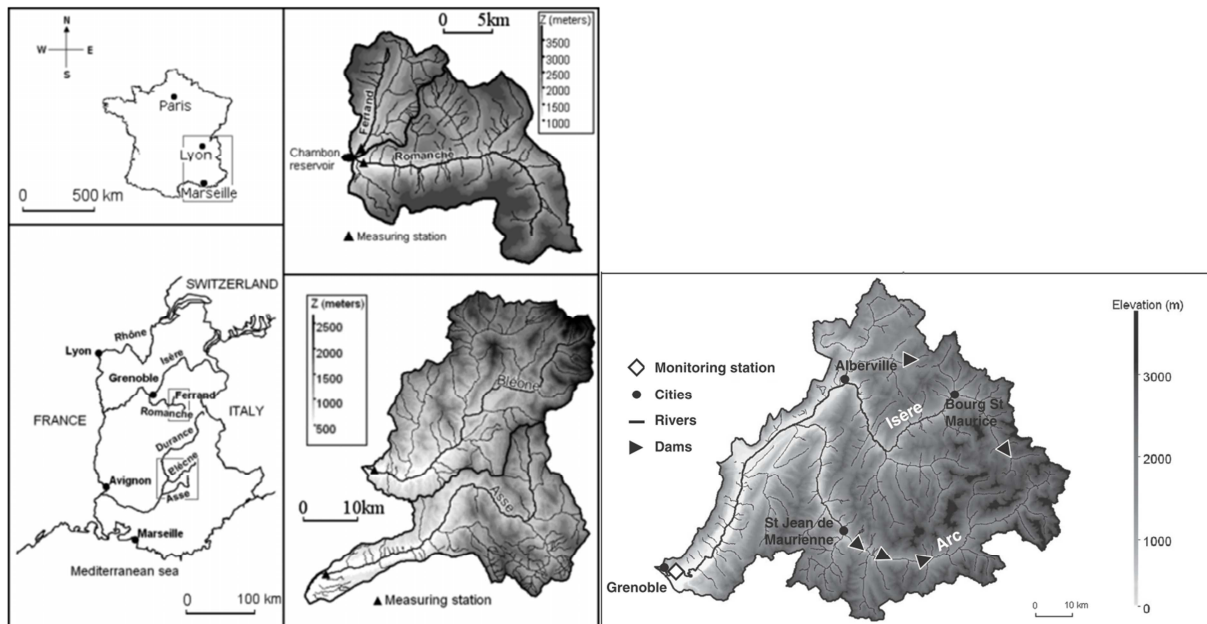 N
W E
S
Paris
Lyon
Marseille
0 500 km
0 5km
Z (meters)
3500
3000
2500
2000
1500
1000
Ferrand
Chambon
reservoir
Romanche
Measuring station
SWITZERLAND
Rhône
Lyon
Isère
Grenoble
Ferrand
FRANCE
Romanche
ITALY
Durance
Bléone
Avignon
Asse
Marseille
Mediterranean sea
0 100 km
Z (meters)
2500
2000
1500
1000
500
Bléone
Asse
0 10km
Measuring station
Elevation (m)
3000
2000
1000
0
Monitoring station
Cities
Rivers
Dams
Alberville
Isère
Bourg St
Maurice
St Jean de
Maurienne
Arc
Grenoble
0 10 km